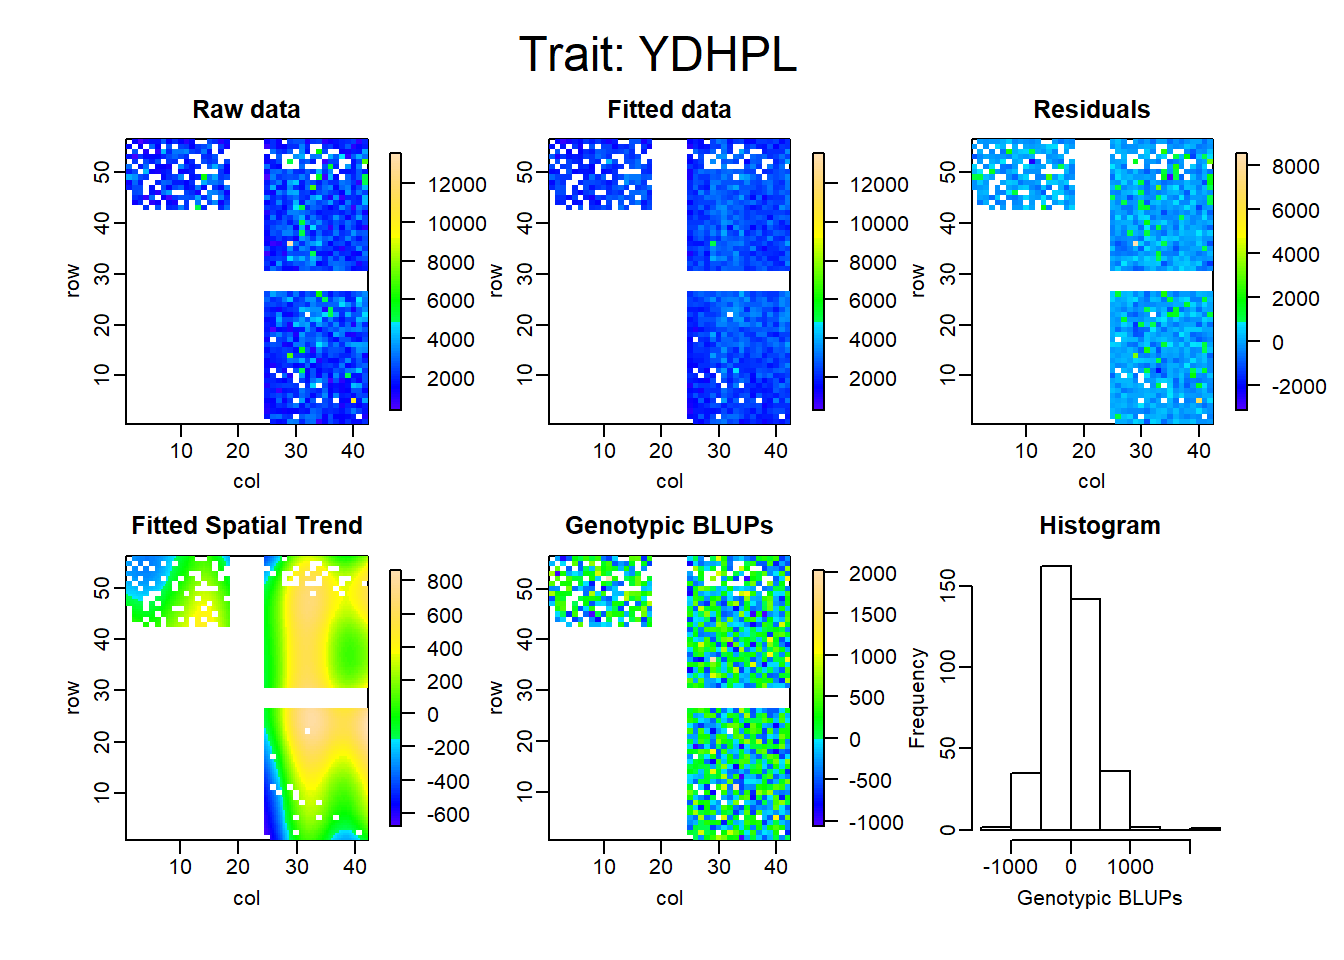 Trait: YDHPL
Raw data
row
50
40
30
20
10
10 20 30 40
col
12000
10000
8000
6000
4000
2000
Fitted data
row
50
40
30
20
10
10 20 30 40
col
12000
10000
8000
6000
4000
2000
Residuals
row
50
40
30
20
10
10 20 30 40
col
8000
6000
4000
2000
0
-2000
Fitted Spatial Trend
row
50
40
30
20
10
10 20 30 40
col
800
600
400
200
0
-200
-400
-600
Genotypic BLUPs
row
50
40
30
20
10
10 20 30 40
col
2000
1500
1000
500
0
-500
-1000
Histogram
Frequency
150
100
50
0
-1000 0 1000
Genotypic BLUPs